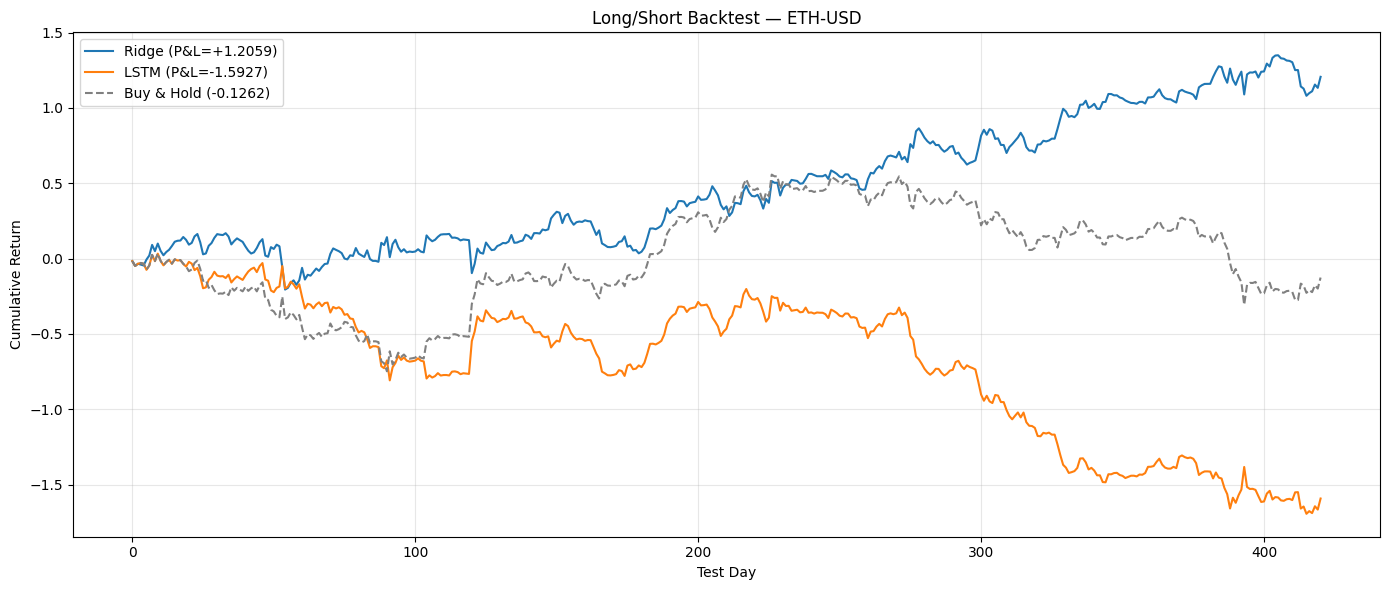 Long/Short Backtest — ETH-USD
Ridge (P&L=+1.2059)
LSTM (P&L=-1.5927)
Buy & Hold (-0.1262)
Cumulative Return
1.5
1.0
0.5
0.0
−0.5
−1.0
−1.5
0
100
200
300
400
Test Day